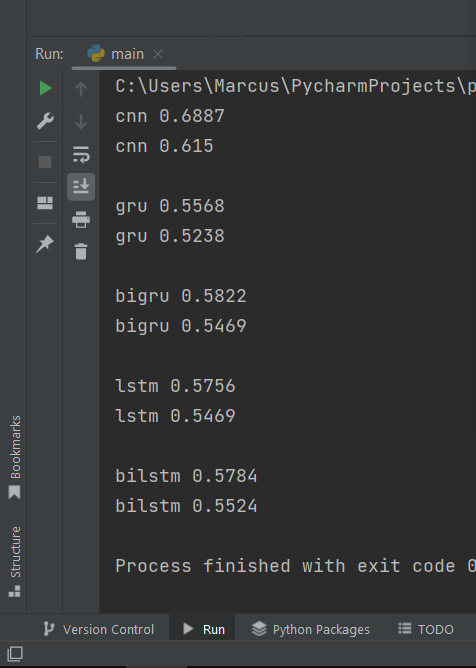 Run: main
C:\Users\Marcus\PycharmProjects\p
cnn 0.6887
cnn 0.615
gru 0.5568
gru 0.5238
bigru 0.5822
bigru 0.5469
lstm 0.5756
lstm 0.5469
bilstm 0.5784
bilstm 0.5524
Process finished with exit code 0
Bookmarks
Structure
Version Control Run Python Packages TODO